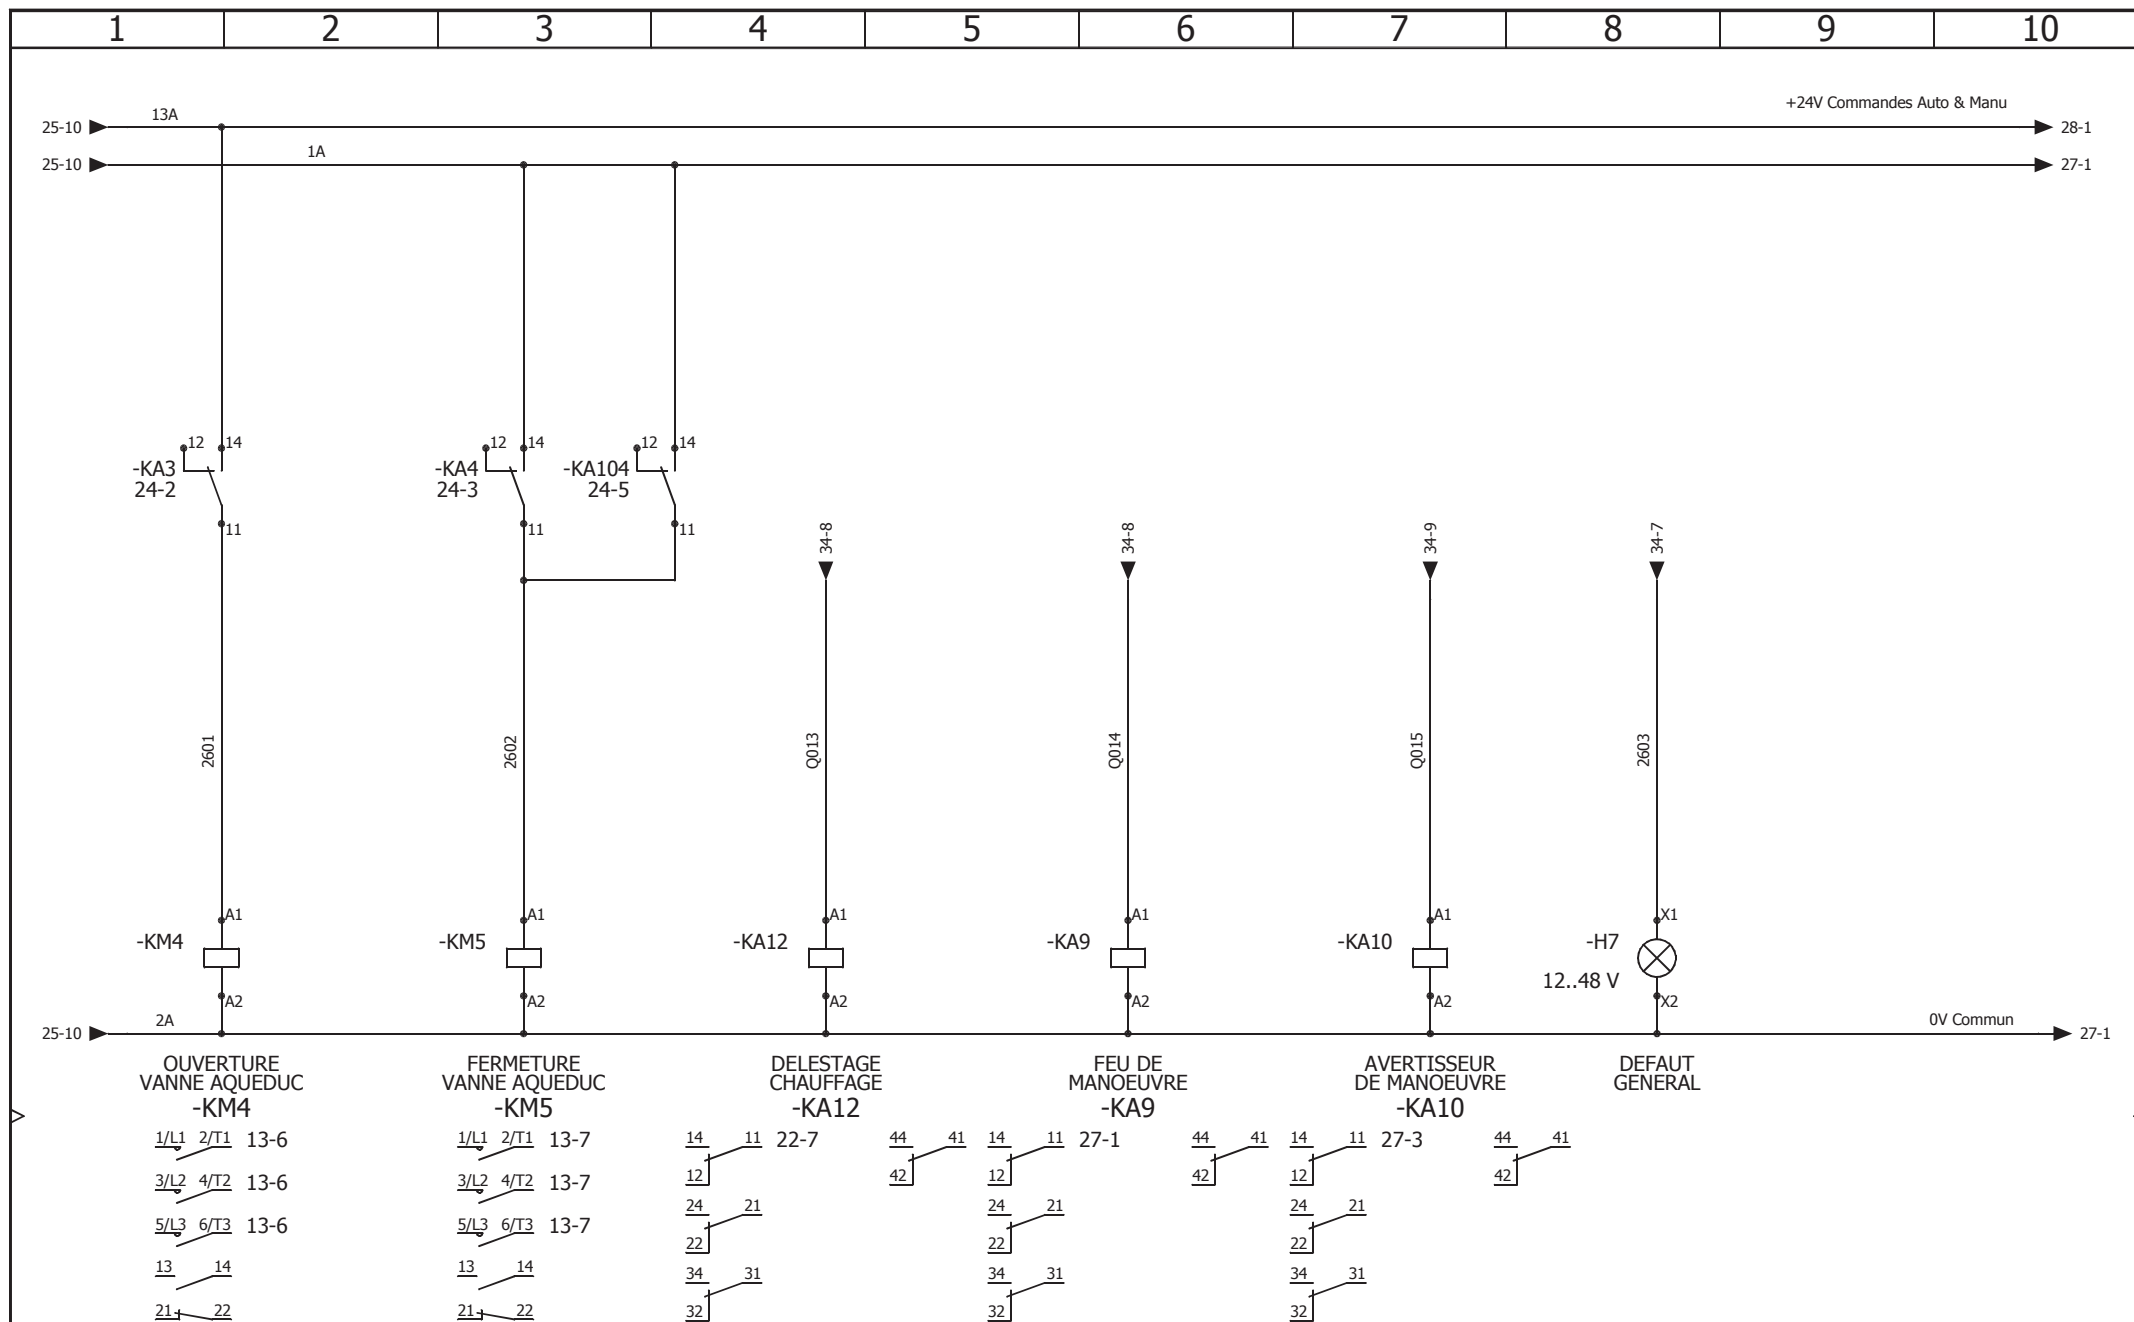 1 2 3 4 5 6 7 8 9 10
+24V Commandes Auto & Manu
13A
25-10 28-1
1A
25-10 27-1
12 14 12 14 12 14
-KA3 -KA4 -KA104
24-2 24-3 24-5
11 11 11
34-8 34-8 34-9 34-7
2601 2602 Q013 Q014 Q015 2603
A1 A1 A1 A1 A1 X1
-KM4 -KM5 -KA12 -KA9 -KA10 -H7
12..48 V
A2 A2 A2 A2 A2 X2
2A 0V Commun
25-10 27-1
OUVERTURE FERMETURE DELESTAGE FEU DE AVERTISSEUR DEFAUT
VANNE AQUEDUC VANNE AQUEDUC CHAUFFAGE MANOEUVRE DE MANOEUVRE GENERAL
-KM4 -KM5 -KA12 -KA9 -KA10
1/L1 2/T1 13-6 1/L1 2/T1 13-7 14 11 22-7 44 41 14 11 27-1 44 41 14 11 27-3 44 41
12 42 12 42 12 42
3/L2 4/T2 13-6 3/L2 4/T2 13-7
24 21 24 21 24 21
5/L3 6/T3 13-6 5/L3 6/T3 13-7
22 22 22
13 14 13 14 34 31 34 31 34 31
21 22 21 22 32 32 32